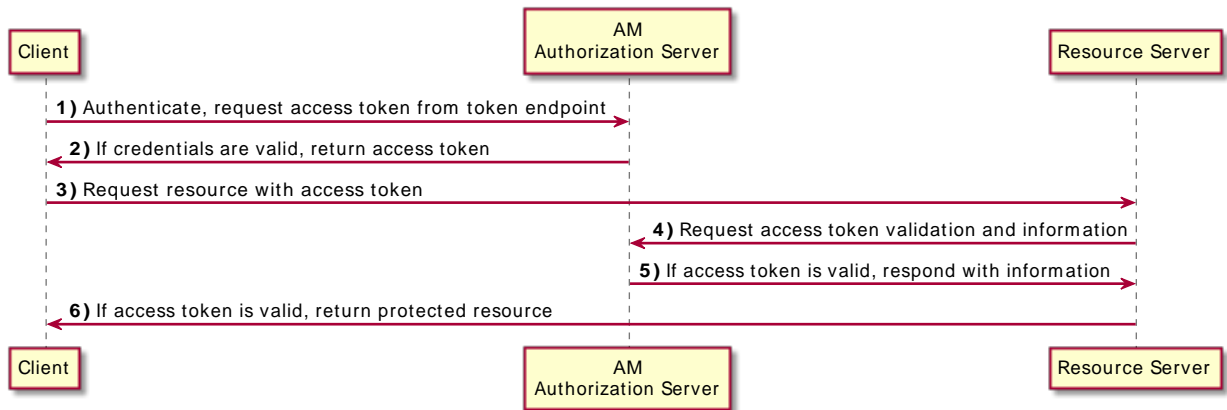 AM
Client
Authorization Server
Resource Server
1) Authenticate, request access token from token endpoint
2) If credentials are valid, return access token
3) Request resource with access token
4) Request access token validation and information
5) If access token is valid, respond with information
6) If access token is valid, return protected resource
Client
AM
Authorization Server
Resource Server